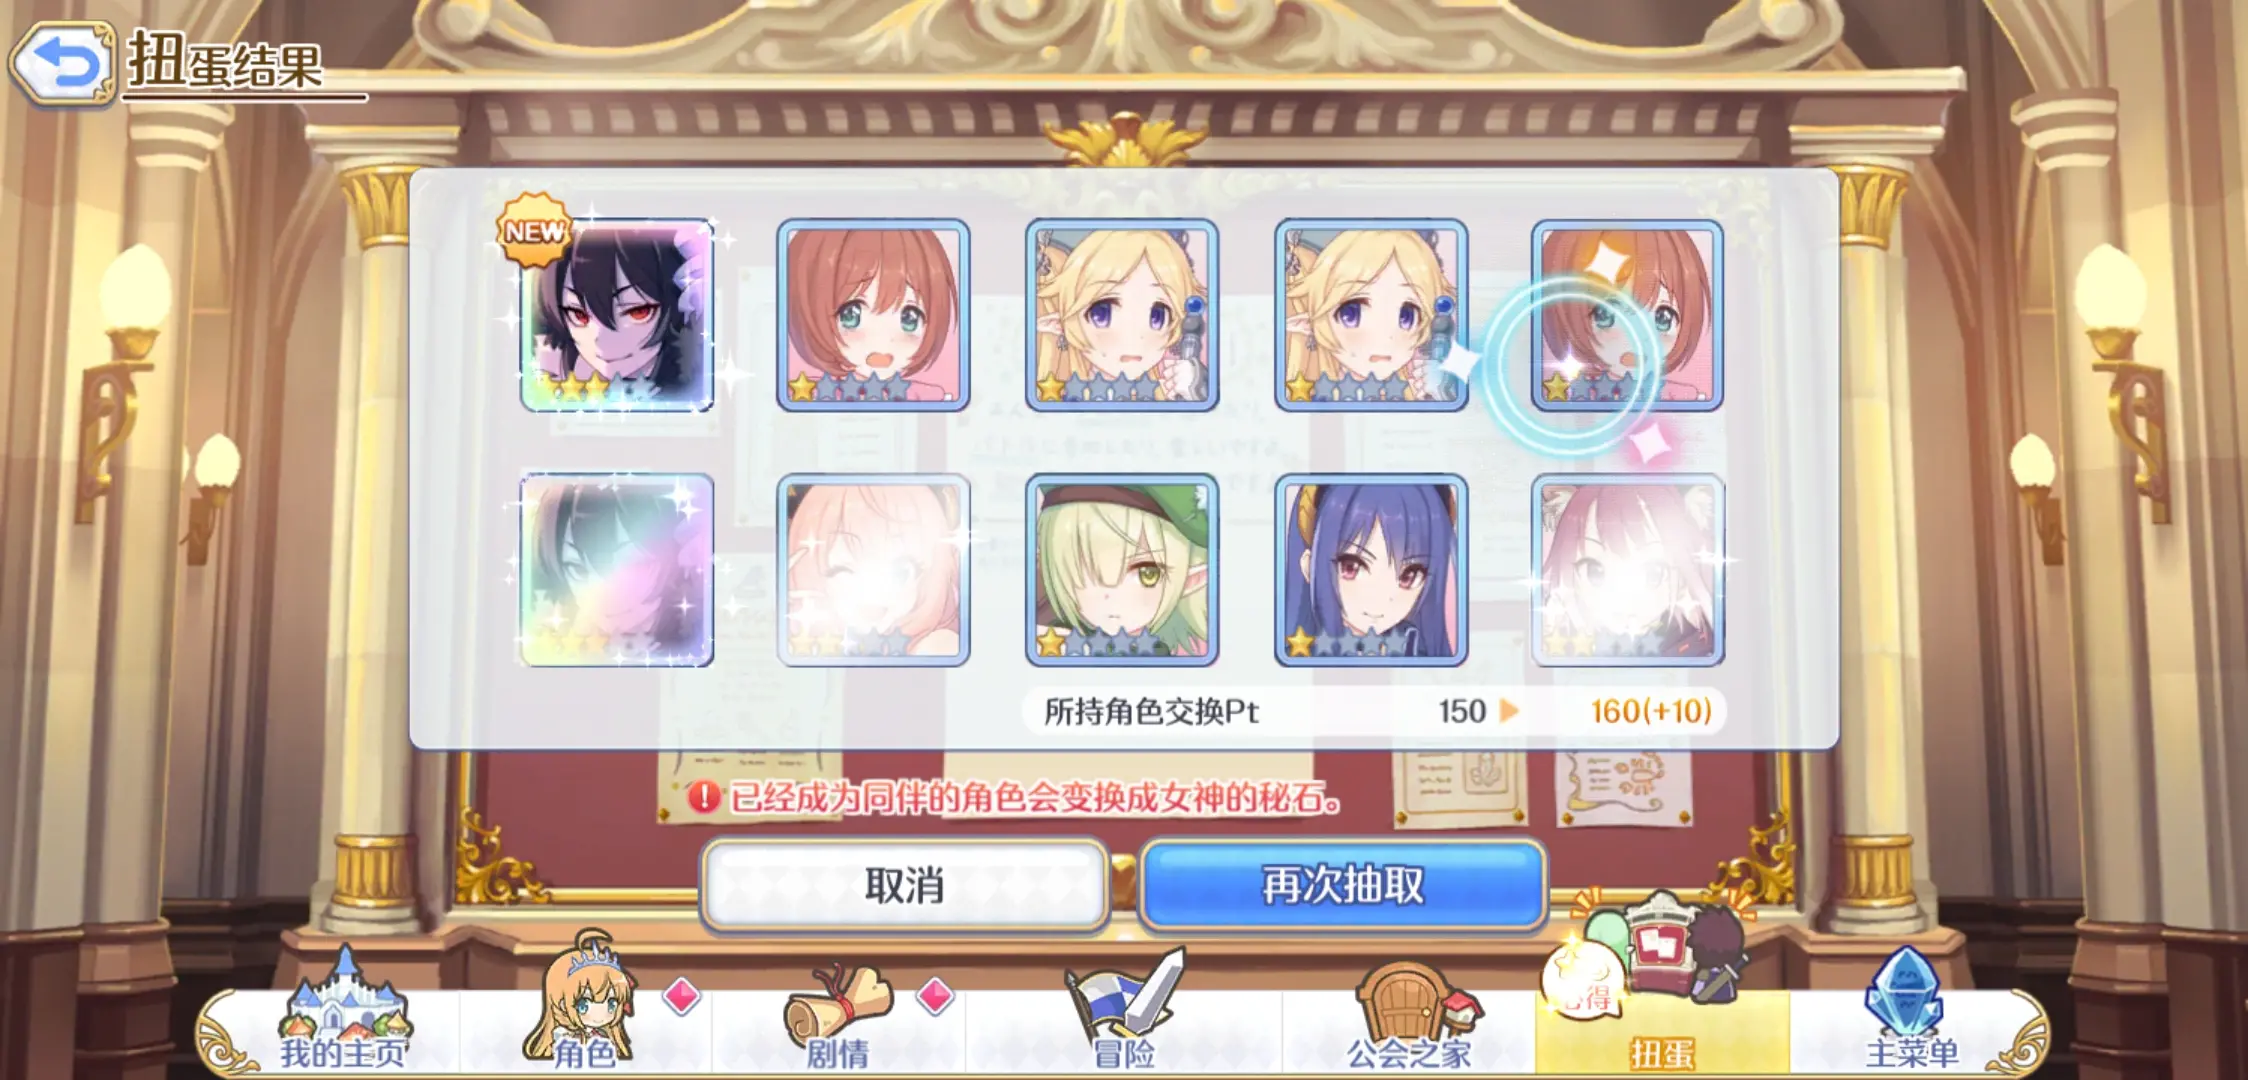 扭蛋结果
NEW
所持角色交换Pt 150 160(+10)
已经成为同伴的角色会变换成女神的秘石。
取消
再次抽取
我的主页
角色
剧情
冒险
公会之家
扭蛋
主菜单